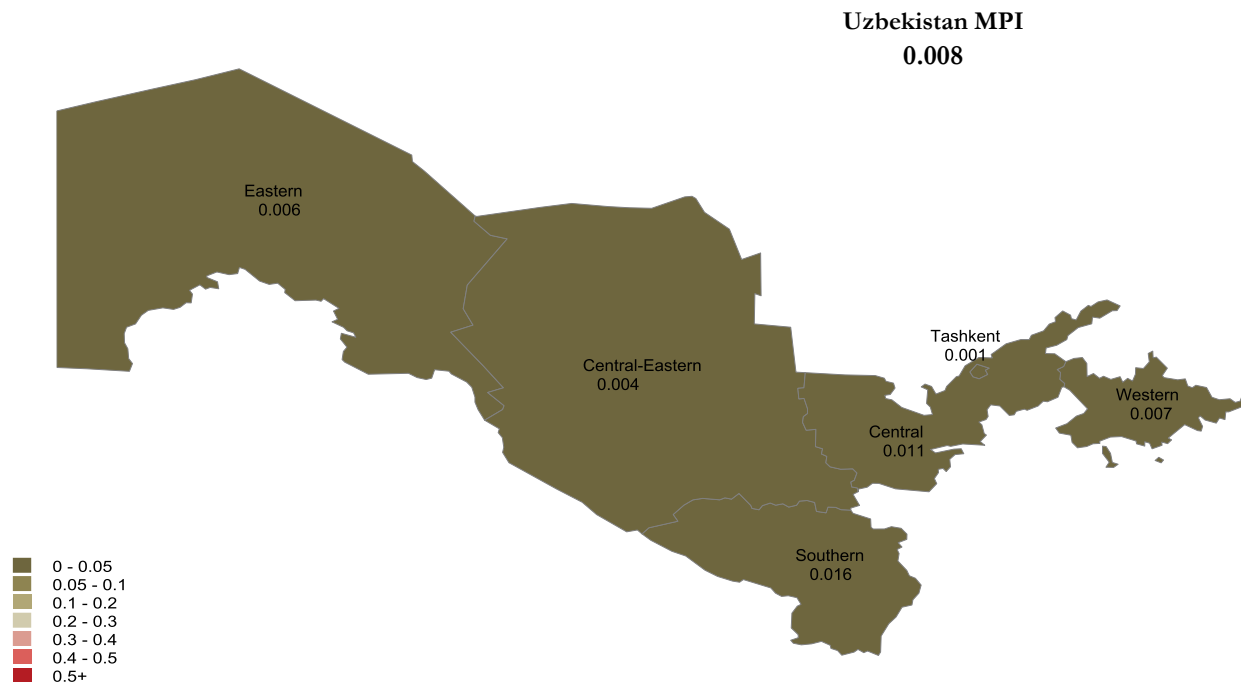 Uzbekistan MPI
0.008
Eastern
0.006
Central-Eastern
0.004
Tashkent
0.001
Western
0.007
Central
0.011
Southern
0.016
0 - 0.05
0.05 - 0.1
0.1 - 0.2
0.2 - 0.3
0.3 - 0.4
0.4 - 0.5
0.5+